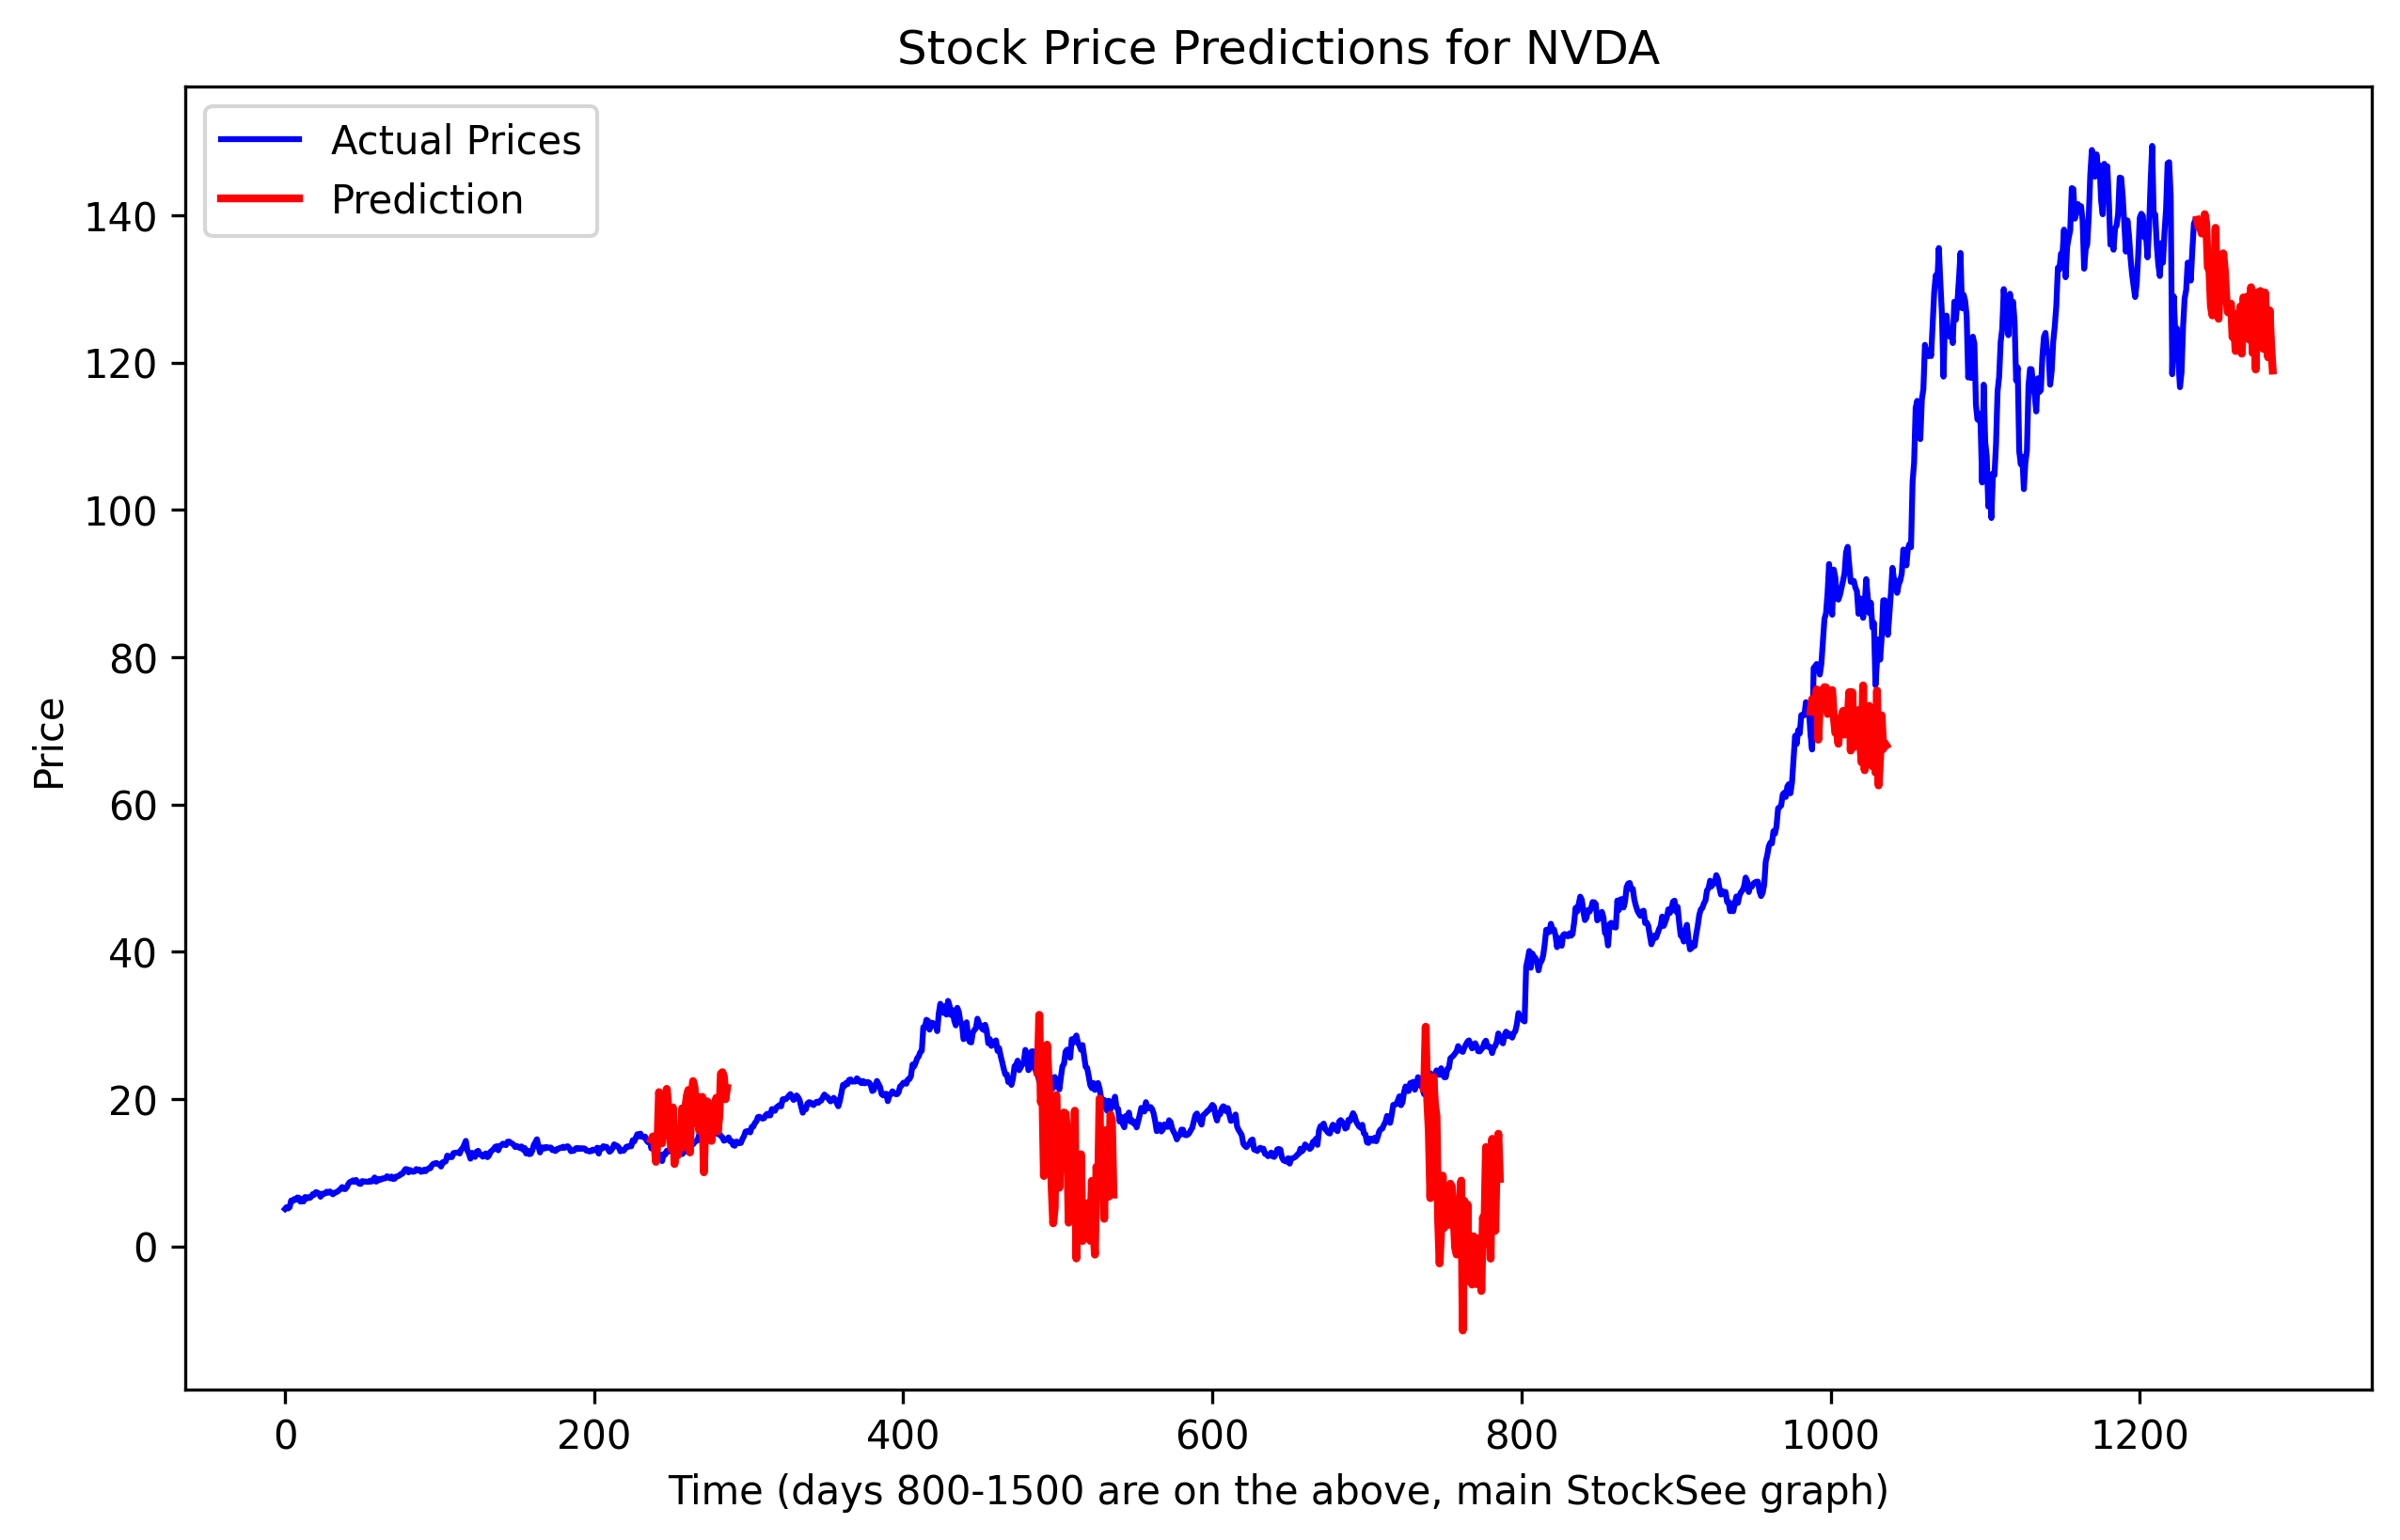 Stock Price Predictions for NVDA
Actual Prices
Prediction
140
120
100
80
60
40
20
0
Price
0 200 400 600 800 1000 1200
Time (days 800-1500 are on the above, main StockSee graph)